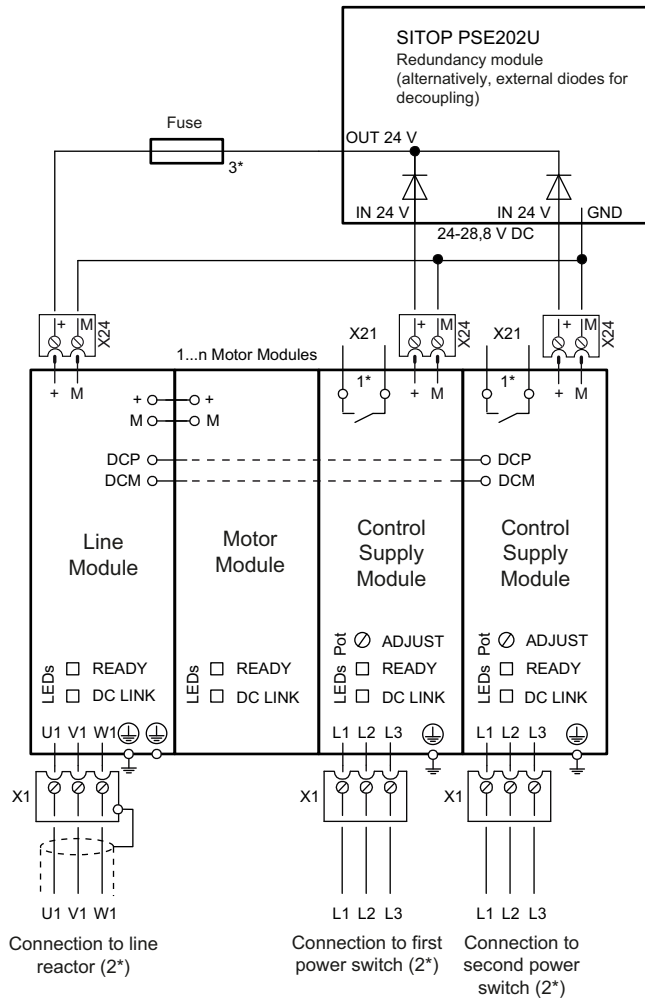 SITOP PSE202U
Redundancy module
(alternatively, external diodes for
decoupling)
Fuse
3*
OUT 24 V
IN 24 V
IN 24 V
GND
24-28,8 V DC
+ M
X24
X21
+ M
X24
X21
+ M
X24
1...n Motor Modules
1*
1*
+ M
+ M
+ M
+ +
M M
DCP DCP
DCM DCM
Line
Module
Motor
Module
Control
Supply
Module
Control
Supply
Module
Pot ADJUST
Pot ADJUST
LEDs READY
DC LINK
LEDs READY
DC LINK
LEDs READY
DC LINK
LEDs READY
DC LINK
U1 V1 W1
L1 L2 L3
L1 L2 L3
X1
X1
X1
U1 V1 W1
L1 L2 L3
L1 L2 L3
Connection to line
reactor (2*)
Connection to first
power switch (2*)
Connection to
second power
switch (2*)